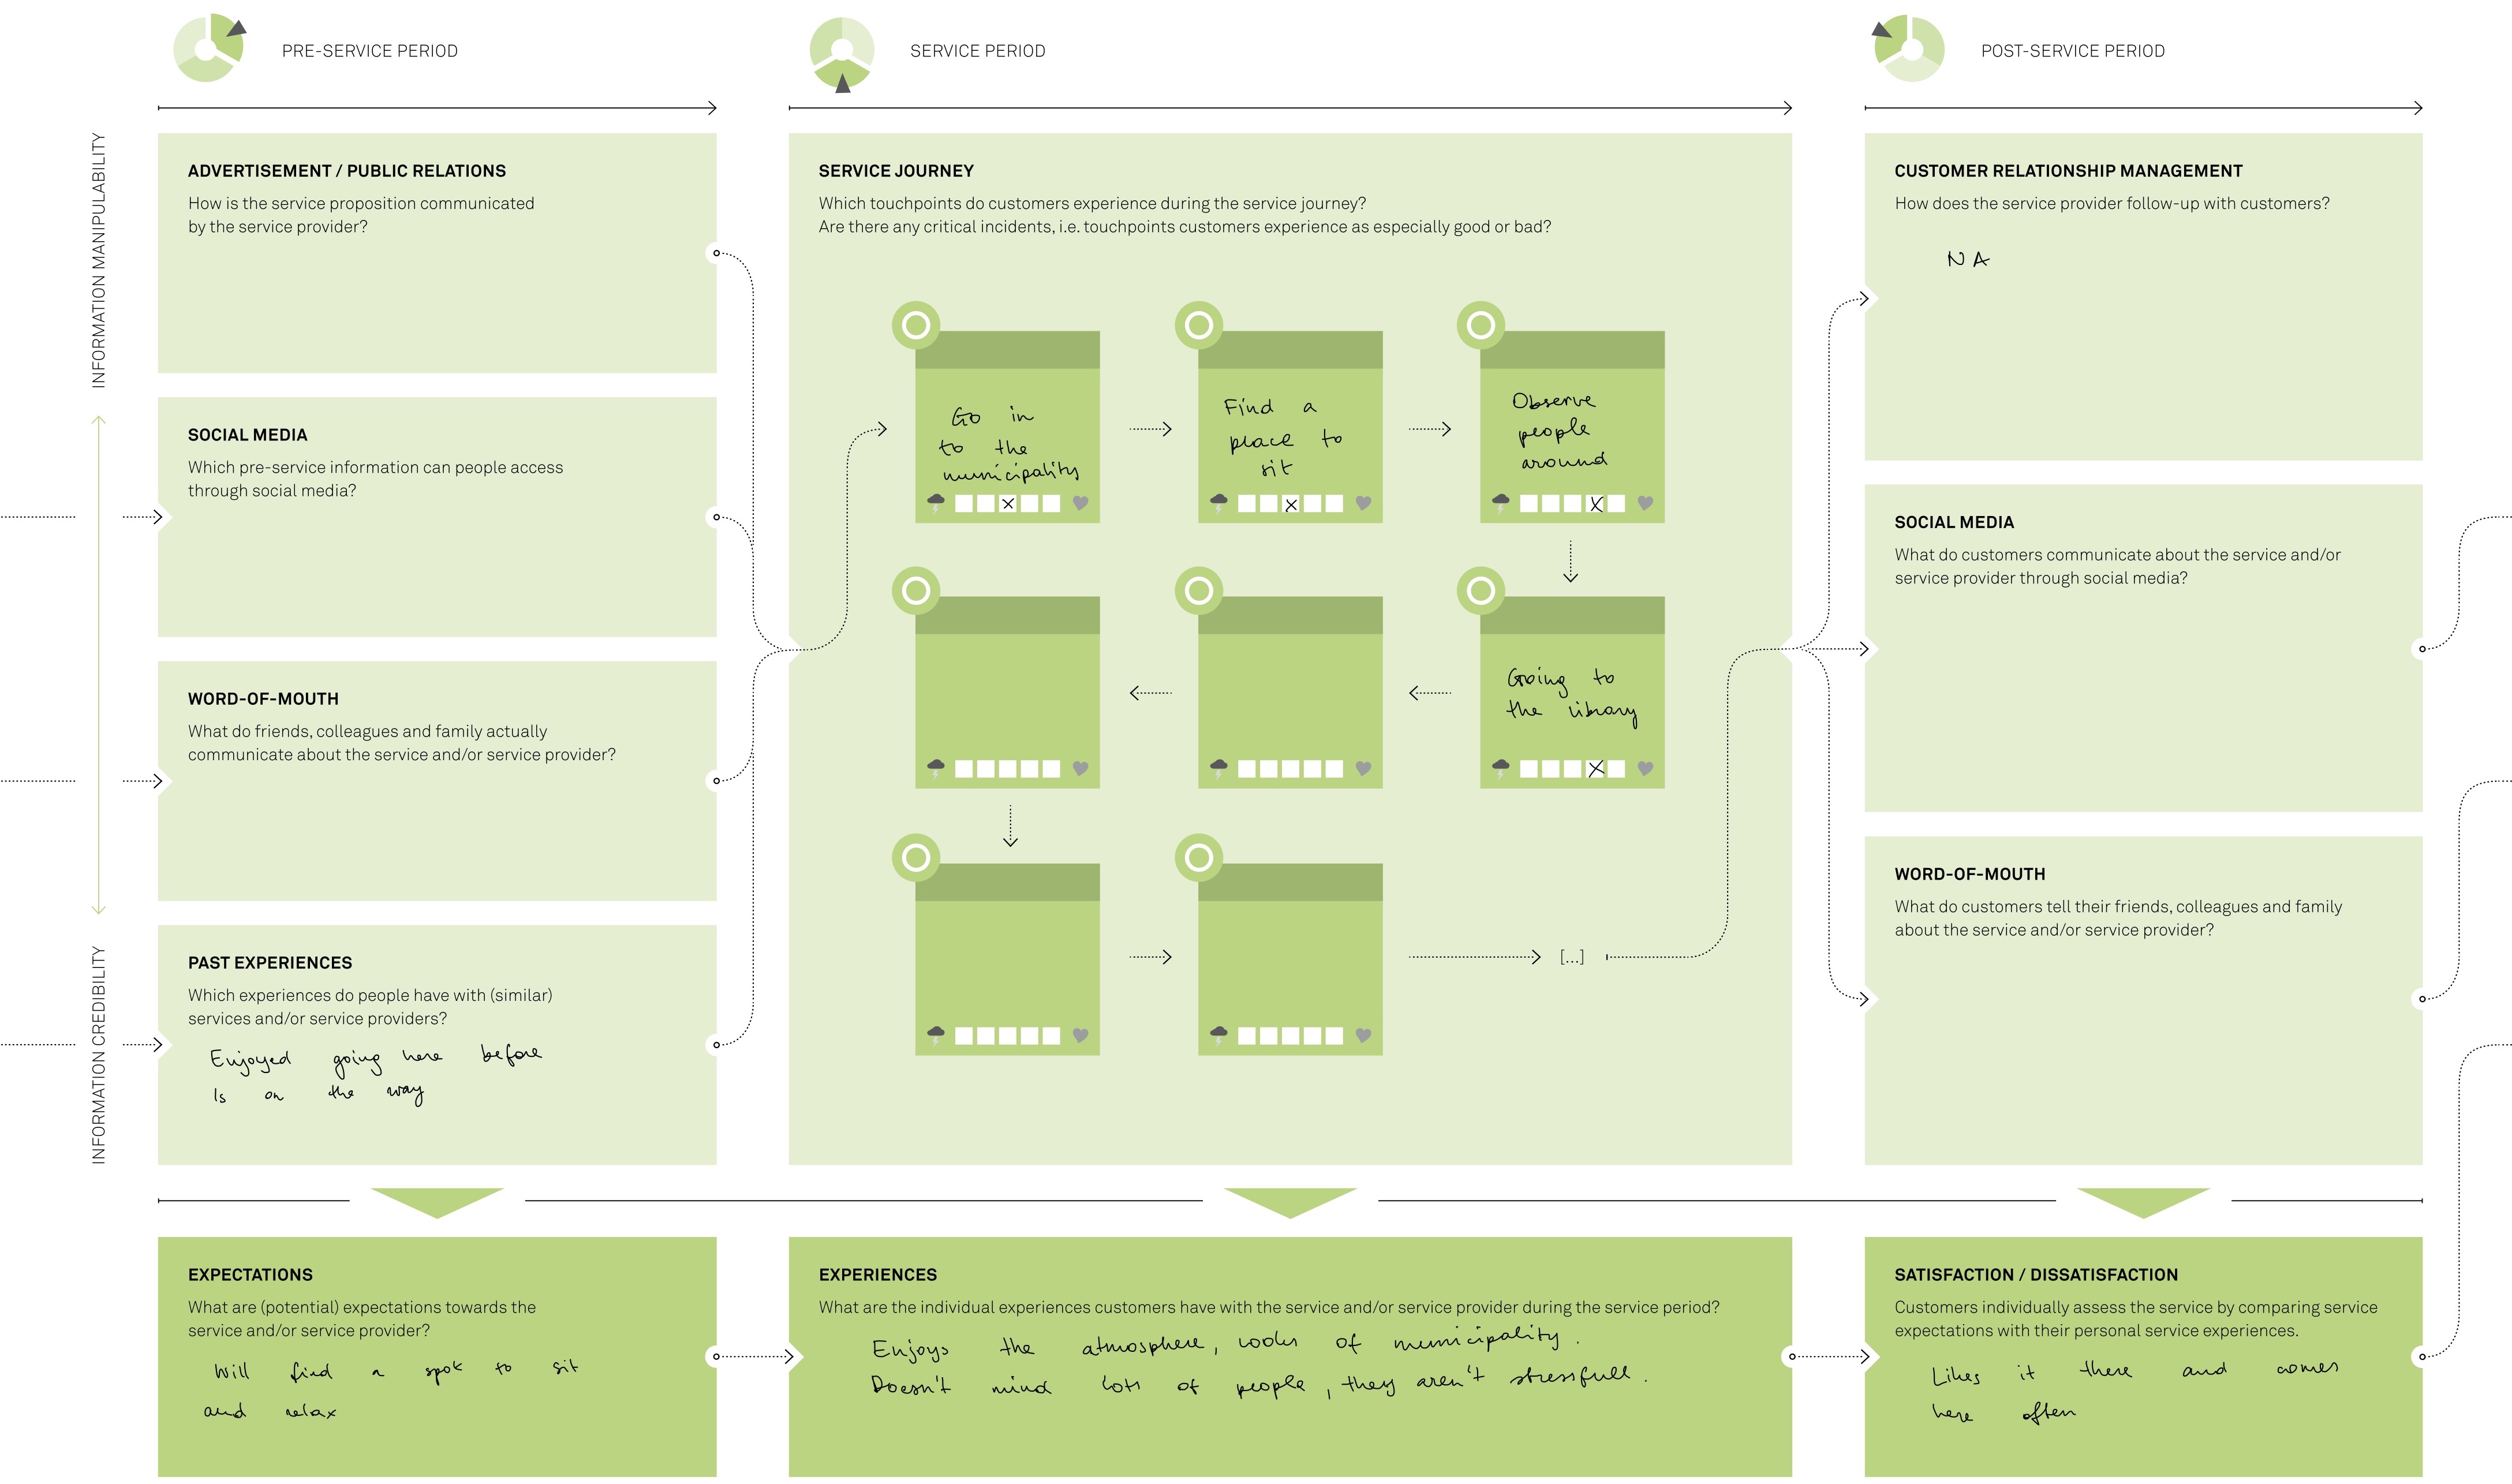 PRE-SERVICE PERIOD
SERVICE PERIOD
POST-SERVICE PERIOD
INFORMATION MANIPULABILITY
INFORMATION CREDIBILITY
ADVERTISEMENT / PUBLIC RELATIONS
How is the service proposition communicated
by the service provider?
SOCIAL MEDIA
Which pre-service information can people access
through social media?
WORD-OF-MOUTH
What do friends, colleagues and family actually
communicate about the service and/or service provider?
PAST EXPERIENCES
Which experiences do people have with (similar)
services and/or service providers?
Enjoyed going here before
Is on the way
SERVICE JOURNEY
Which touchpoints do customers experience during the service journey?
Are there any critical incidents, i.e. touchpoints customers experience as especially good or bad?
Go in
to the
municipality
Find a
place to
sit
Observe
people
around
Going to
the library
[...]
CUSTOMER RELATIONSHIP MANAGEMENT
How does the service provider follow-up with customers?
NA
SOCIAL MEDIA
What do customers communicate about the service and/or
service provider through social media?
WORD-OF-MOUTH
What do customers tell their friends, colleagues and family
about the service and/or service provider?
EXPECTATIONS
What are (potential) expectations towards the
service and/or service provider?
Will find a spot to sit
and relax
EXPERIENCES
What are the individual experiences customers have with the service and/or service provider during the service period?
Enjoys the atmosphere, looks of municipality.
Doesn't mind lots of people, they aren't stressfull.
SATISFACTION / DISSATISFACTION
Customers individually assess the service by comparing service
expectations with their personal service experiences.
Likes it there and comes
here often